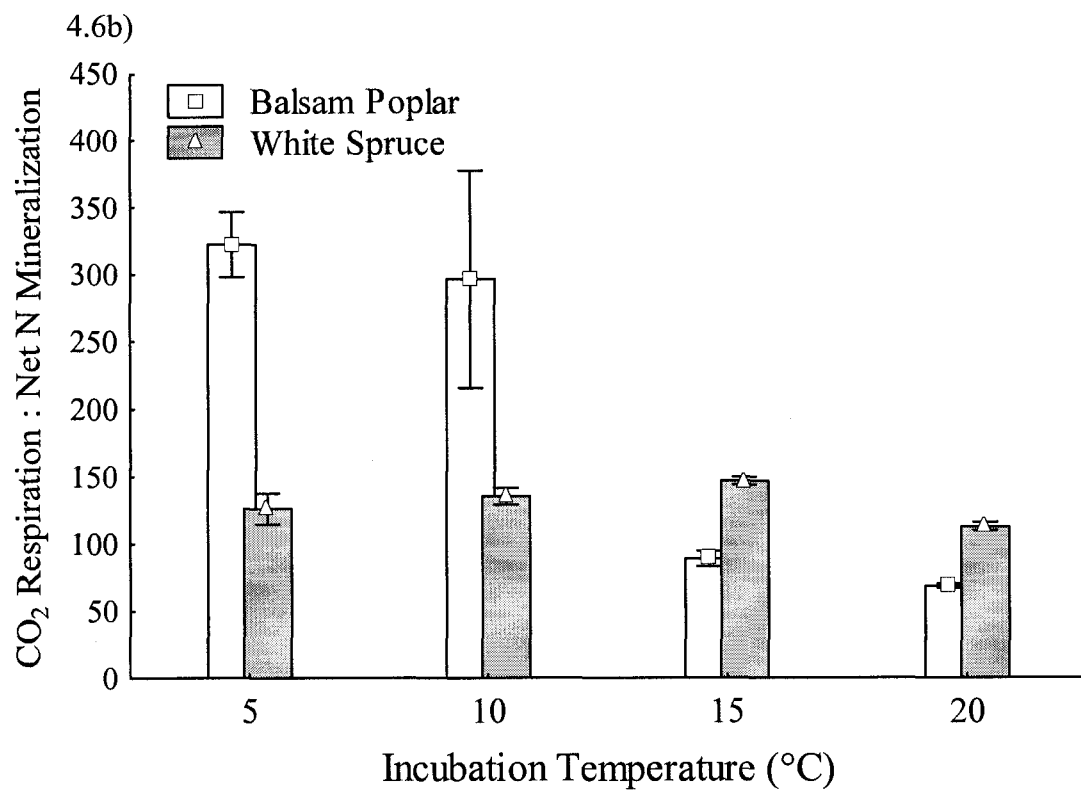 4.6b)
CO₂ Respiration : Net N Mineralization
450
400
350
300
250
200
150
100
50
0
Balsam Poplar
White Spruce
5 10 15 20
Incubation Temperature (°C)